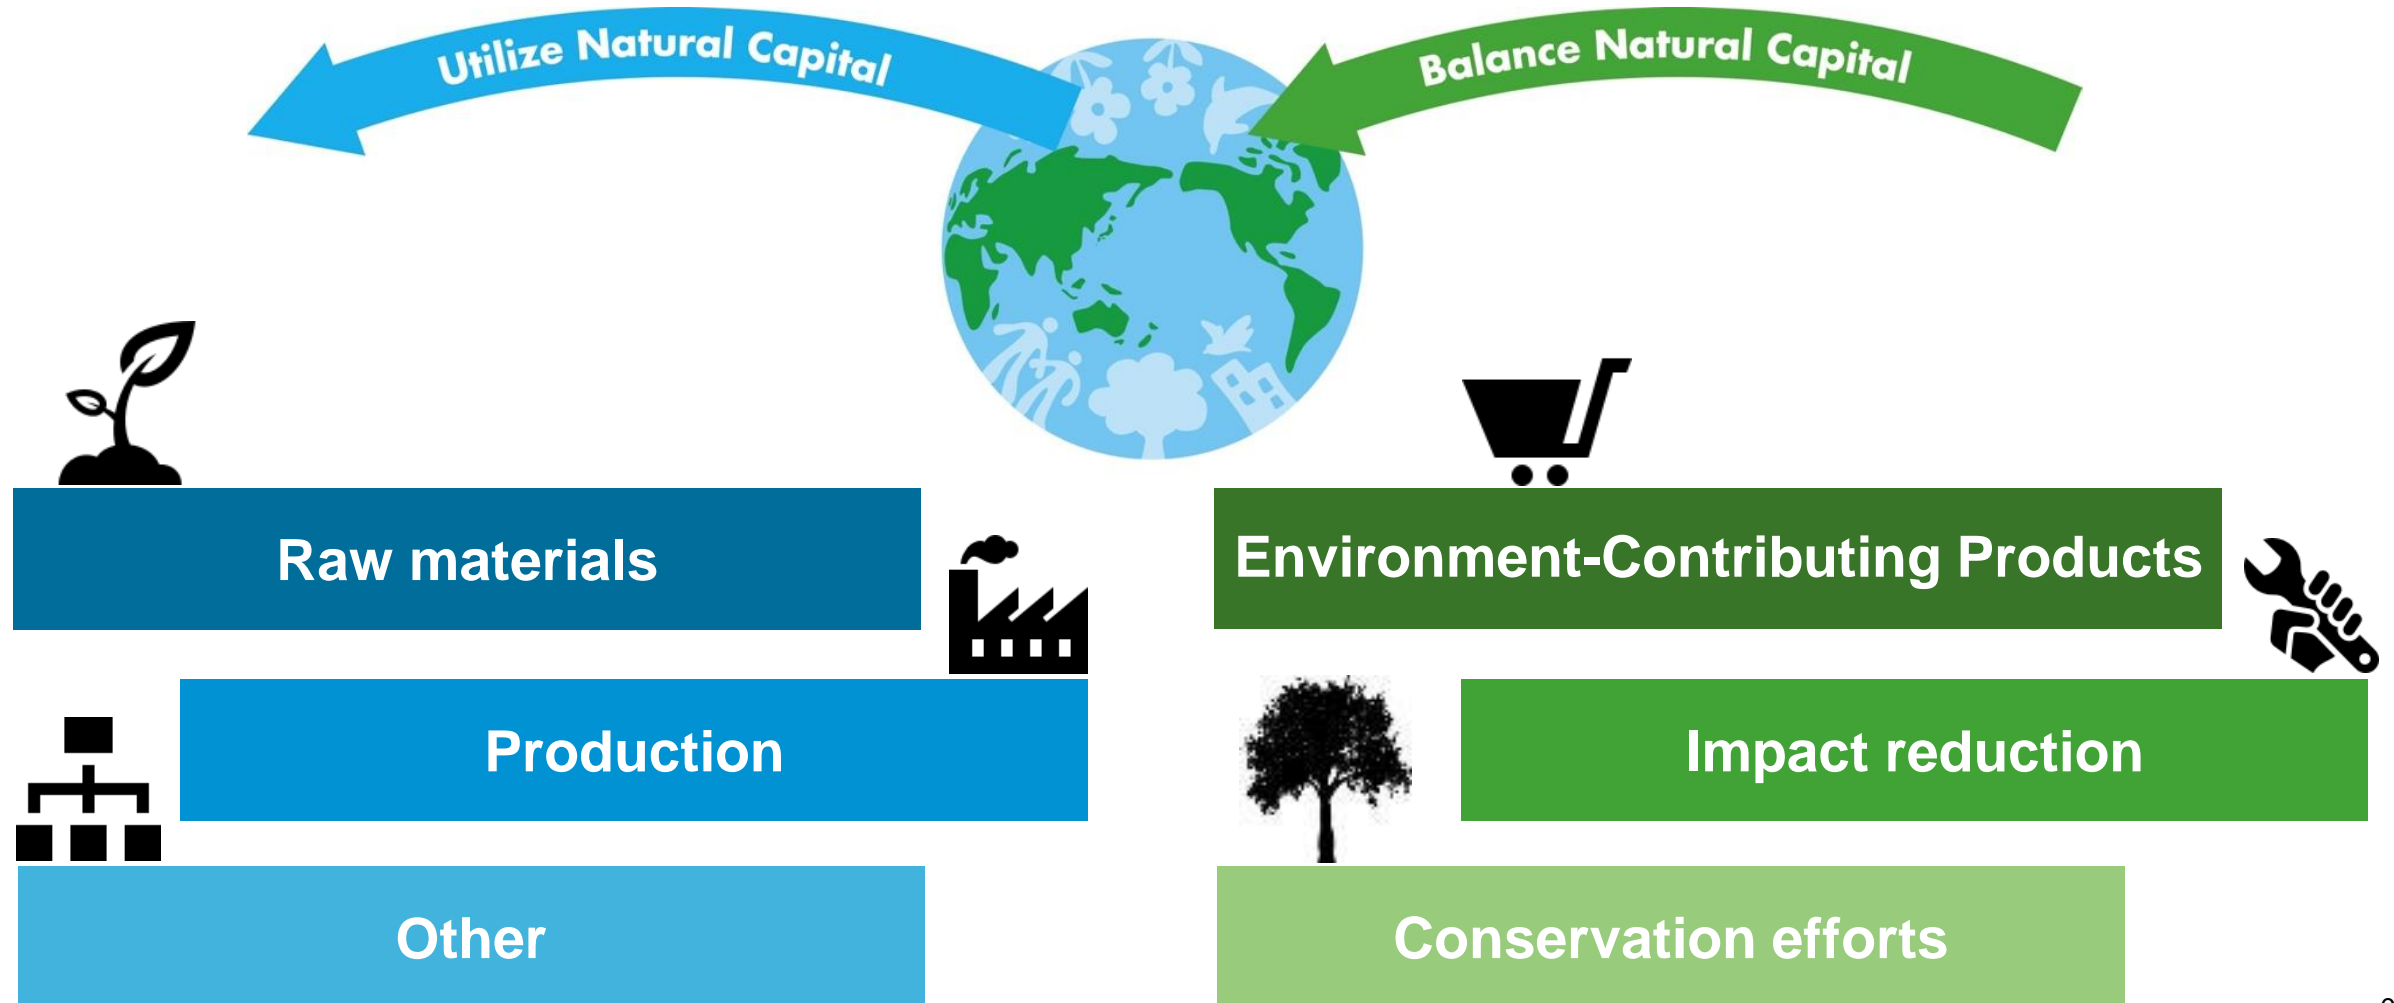 Utilize Natural Capital
Balance Natural Capital
Raw materials
Environment-Contributing Products
Production
Impact reduction
Other
Conservation efforts